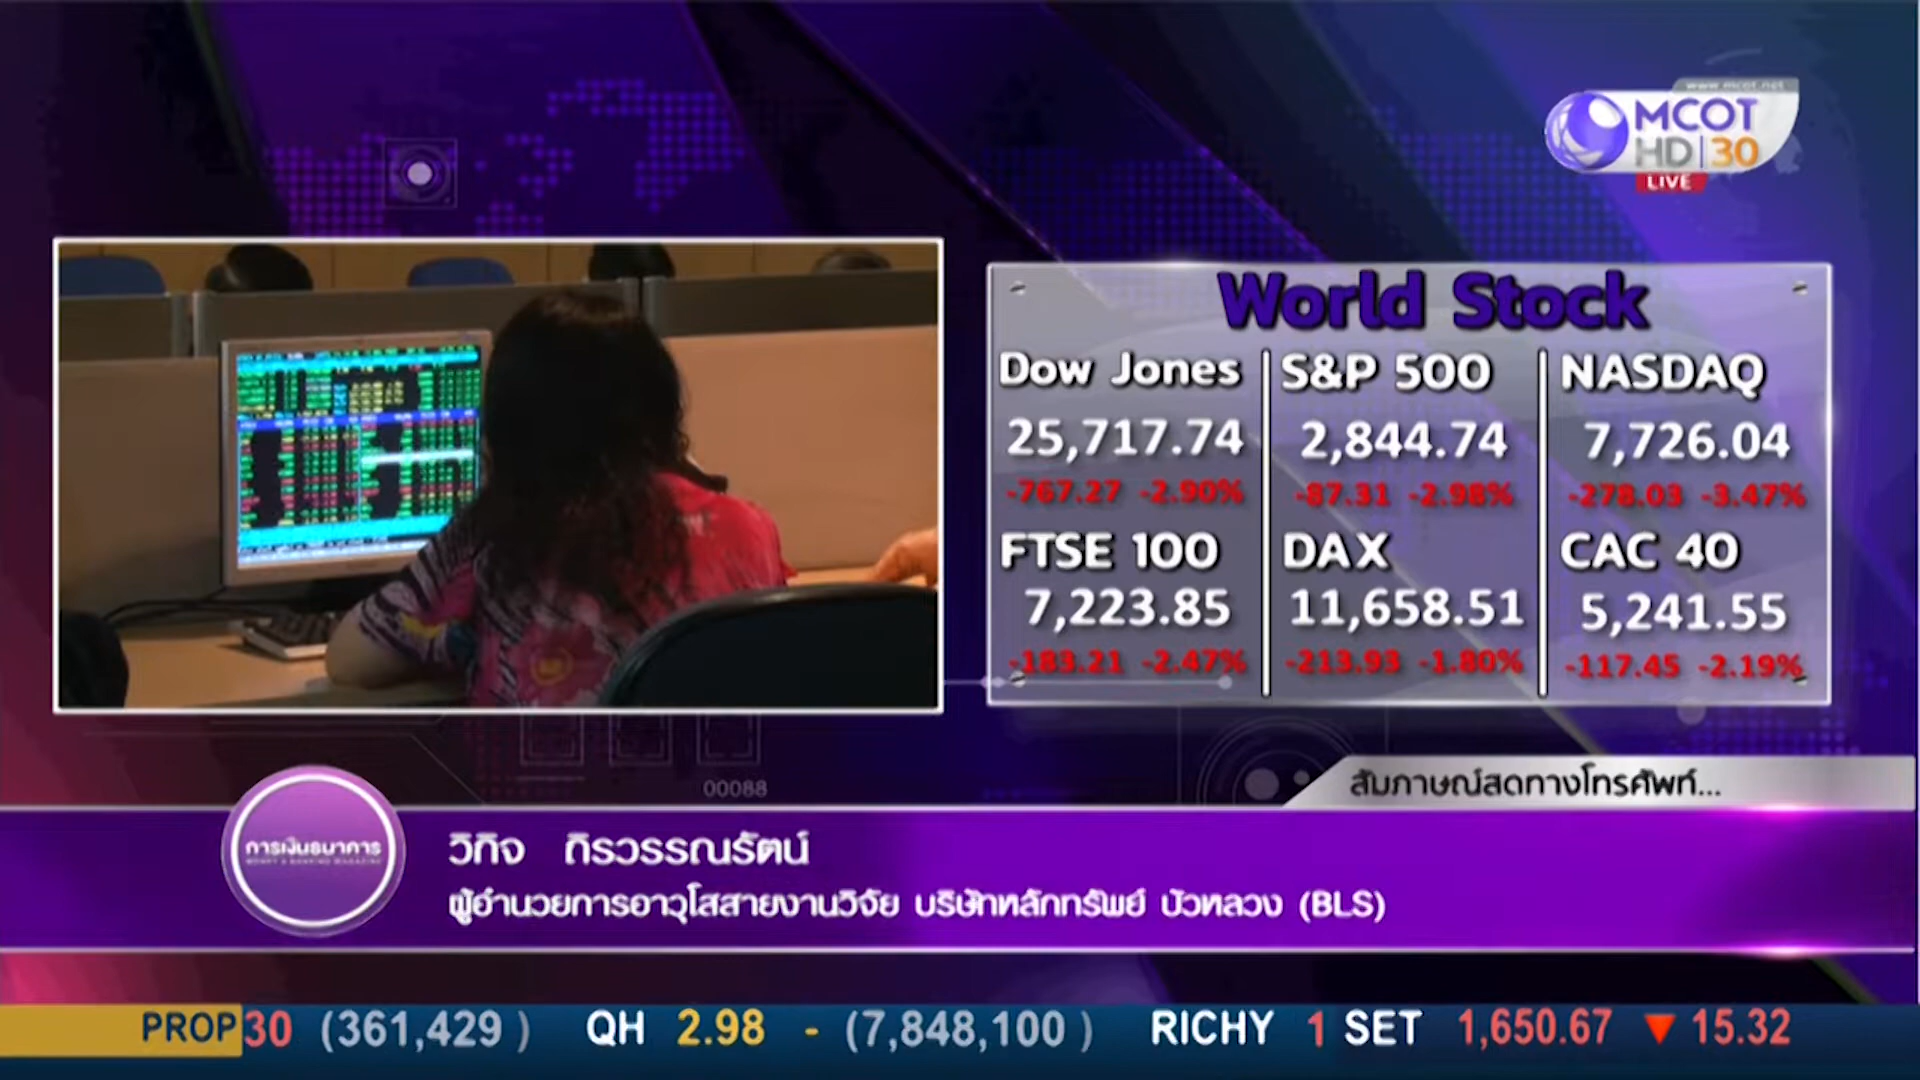 www.mcot.net
MCOT
HD 30
LIVE
World Stock
Dow Jones
25,717.74
-767.27 -2.90%
S&P 500
2,844.74
-87.31 -2.98%
NASDAQ
7,726.04
-278.03 -3.47%
FTSE 100
7,223.85
-183.21 -2.47%
DAX
11,658.51
-213.93 -1.80%
CAC 40
5,241.55
-117.45 -2.19%
00088
สัมภาษณ์สดทางโทรศัพท์...
การเงินธนาคาร
MONEY & BANKING MAGAZINE
วิกิจ ถิรวรรณรัตน์
ผู้อำนวยการอาวุโสสายงานวิจัย บริษัทหลักทรัพย์ บัวหลวง (BLS)
PROP 30 (361,429 ) QH 2.98 - (7,848,100 ) RICHY 1 SET 1,650.67 ▼ 15.32